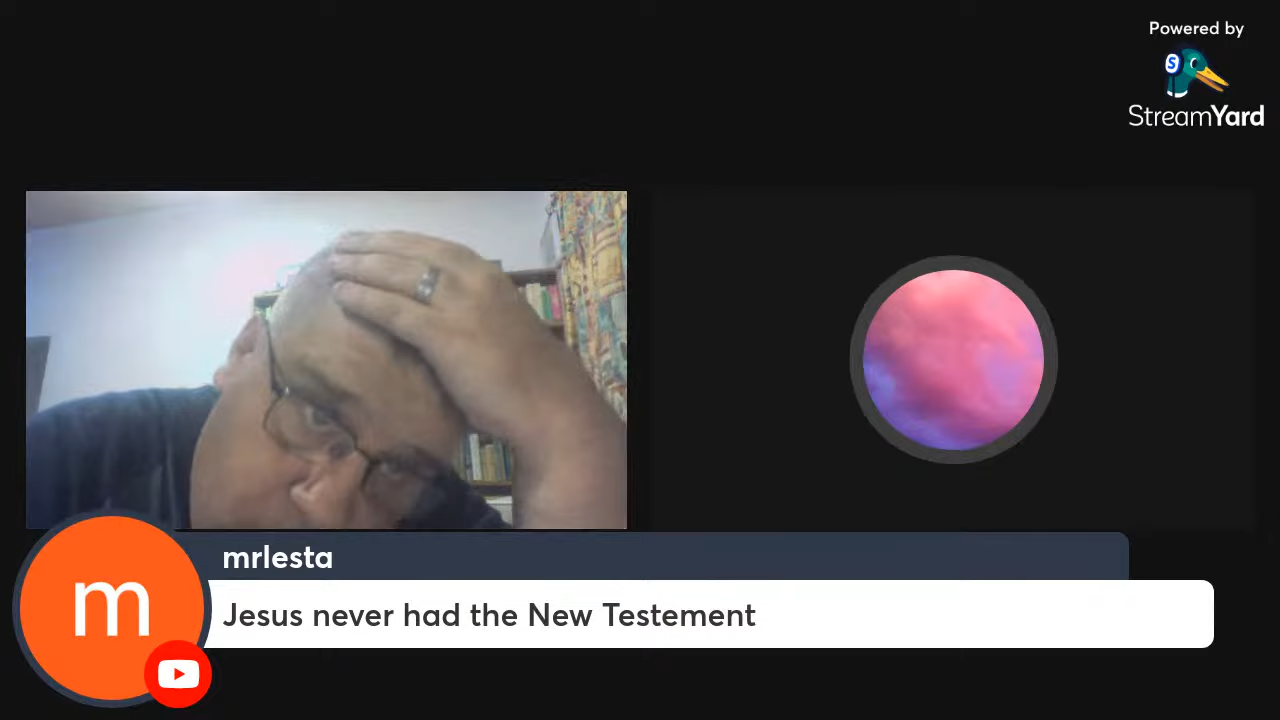 Powered by
S
StreamYard
mrlesta
Jesus never had the New Testement
m